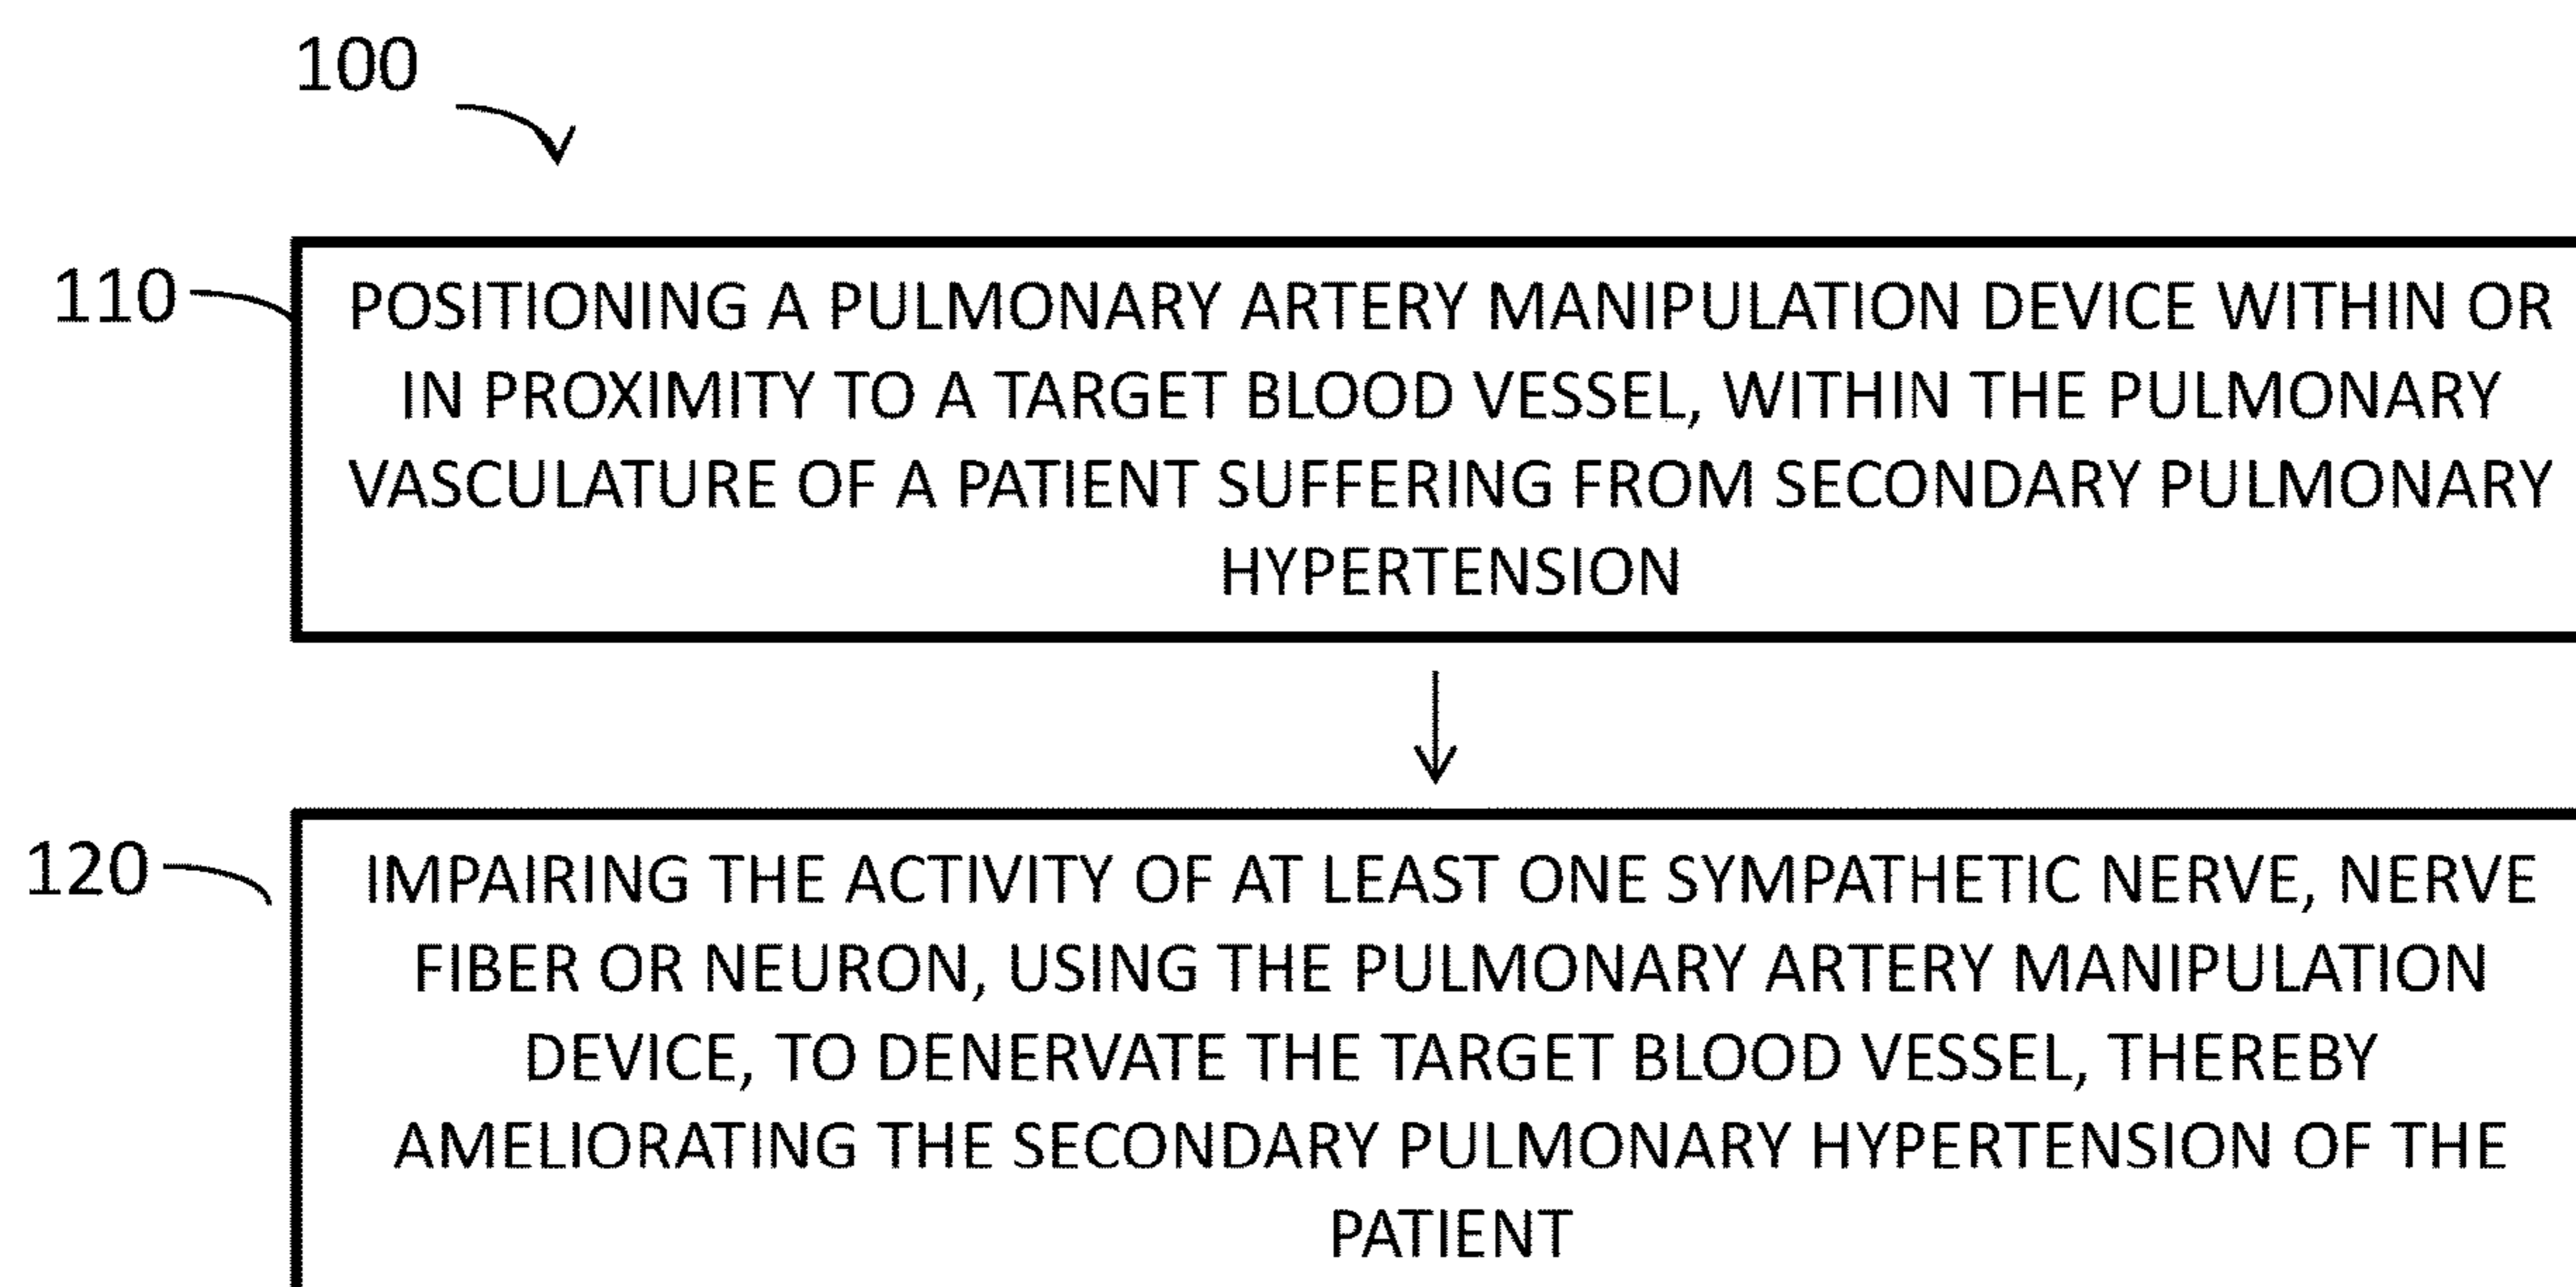 100
110
POSITIONING A PULMONARY ARTERY MANIPULATION DEVICE WITHIN OR
IN PROXIMITY TO A TARGET BLOOD VESSEL, WITHIN THE PULMONARY
VASCULATURE OF A PATIENT SUFFERING FROM SECONDARY PULMONARY
HYPERTENSION
120
IMPAIRING THE ACTIVITY OF AT LEAST ONE SYMPATHETIC NERVE, NERVE
FIBER OR NEURON, USING THE PULMONARY ARTERY MANIPULATION
DEVICE, TO DENERVATE THE TARGET BLOOD VESSEL, THEREBY
AMELIORATING THE SECONDARY PULMONARY HYPERTENSION OF THE
PATIENT